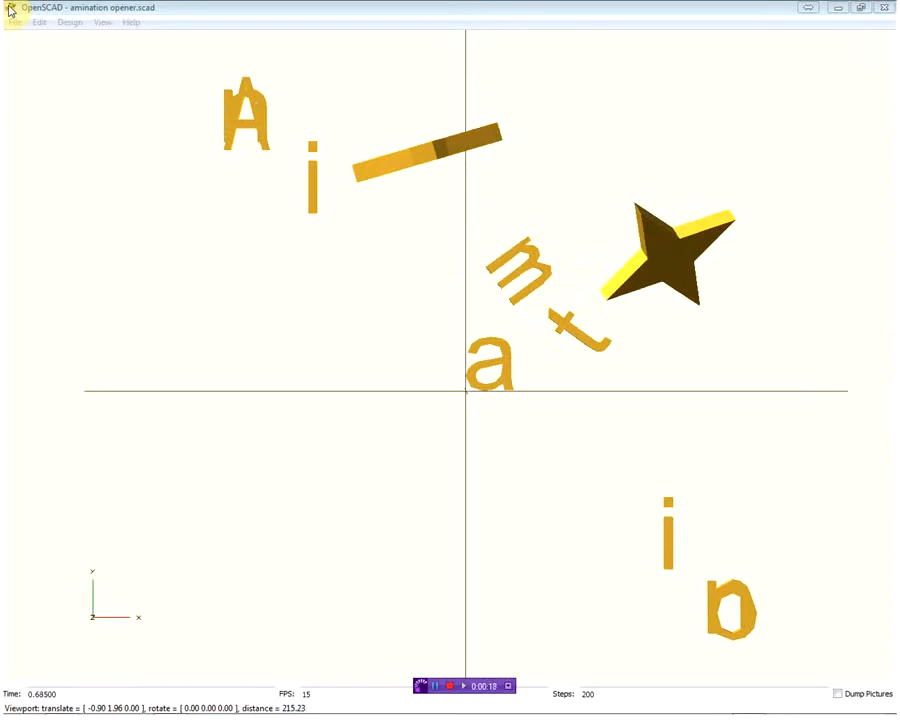 OpenSCAD - amination opener.scad
File Edit Design View Help
A n
i
m
t
a
i
o n
Y
Z X
0:00:18
Time: 0.68500 FPS: 15 Steps: 200 Dump Pictures
Viewport: translate = [ -0.90 1.96 0.00 ], rotate = [ 0.00 0.00 0.00 ], distance = 215.23